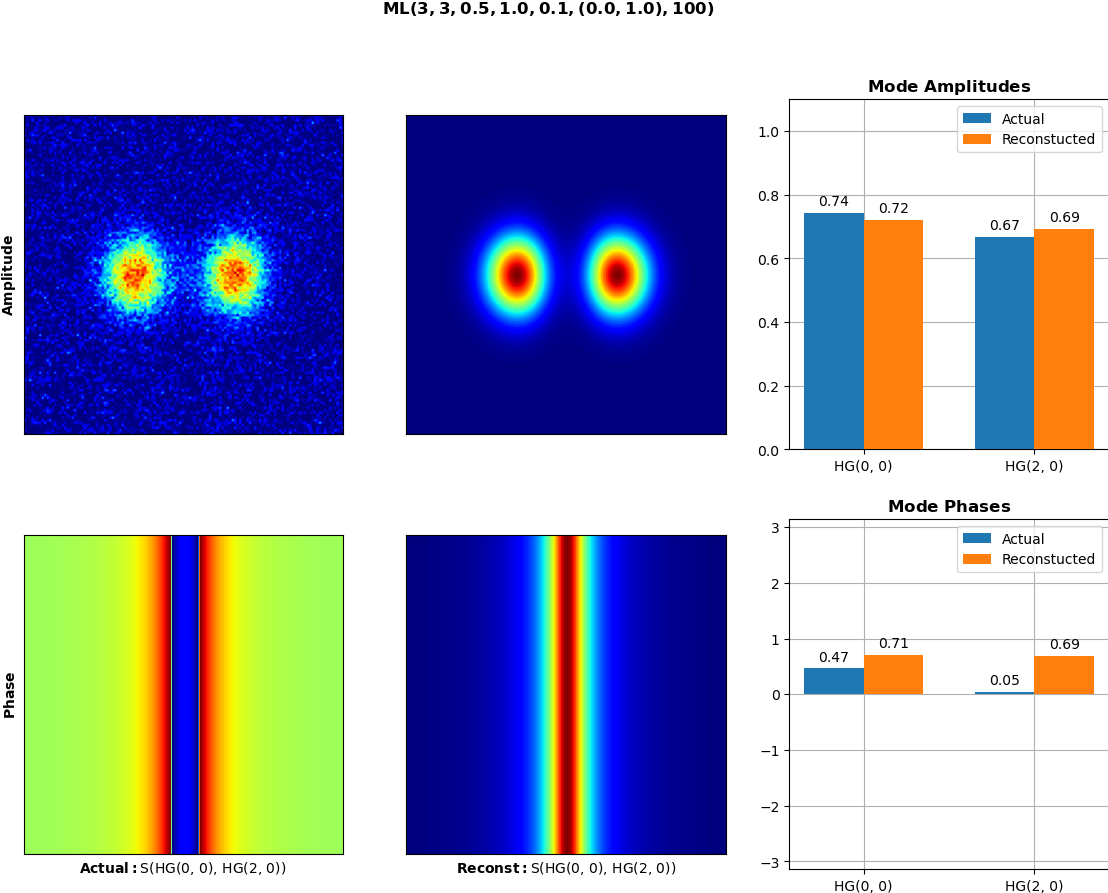 ML(3, 3, 0.5, 1.0, 0.1, (0.0, 1.0), 100)
Amplitude
Mode Amplitudes
Actual
Reconstucted
1.0
0.8
0.6
0.4
0.2
0.0
0.74
0.72
0.67
0.69
HG(0, 0)
HG(2, 0)
Phase
Actual: S(HG(0, 0), HG(2, 0))
Reconst: S(HG(0, 0), HG(2, 0))
Mode Phases
Actual
Reconstucted
3
2
1
0
−1
−2
−3
0.47
0.71
0.05
0.69
HG(0, 0)
HG(2, 0)